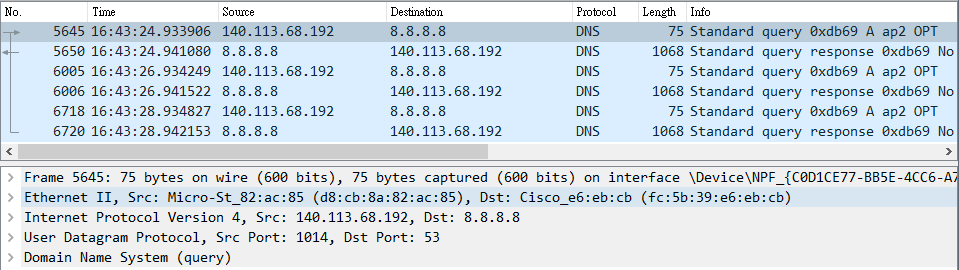 No. Time Source Destination Protocol Length Info
5645 16:43:24.933906 140.113.68.192 8.8.8.8 DNS 75 Standard query 0xdb69 A ap2 OPT
5650 16:43:24.941080 8.8.8.8 140.113.68.192 DNS 1068 Standard query response 0xdb69 No
6005 16:43:26.934249 140.113.68.192 8.8.8.8 DNS 75 Standard query 0xdb69 A ap2 OPT
6006 16:43:26.941522 8.8.8.8 140.113.68.192 DNS 1068 Standard query response 0xdb69 No
6718 16:43:28.934827 140.113.68.192 8.8.8.8 DNS 75 Standard query 0xdb69 A ap2 OPT
6720 16:43:28.942153 8.8.8.8 140.113.68.192 DNS 1068 Standard query response 0xdb69 No
Frame 5645: 75 bytes on wire (600 bits), 75 bytes captured (600 bits) on interface \Device\NPF_{C0D1CE77-BB5E-4CC6-A7
Ethernet II, Src: Micro-St_82:ac:85 (d8:cb:8a:82:ac:85), Dst: Cisco_e6:eb:cb (fc:5b:39:e6:eb:cb)
Internet Protocol Version 4, Src: 140.113.68.192, Dst: 8.8.8.8
User Datagram Protocol, Src Port: 1014, Dst Port: 53
Domain Name System (query)